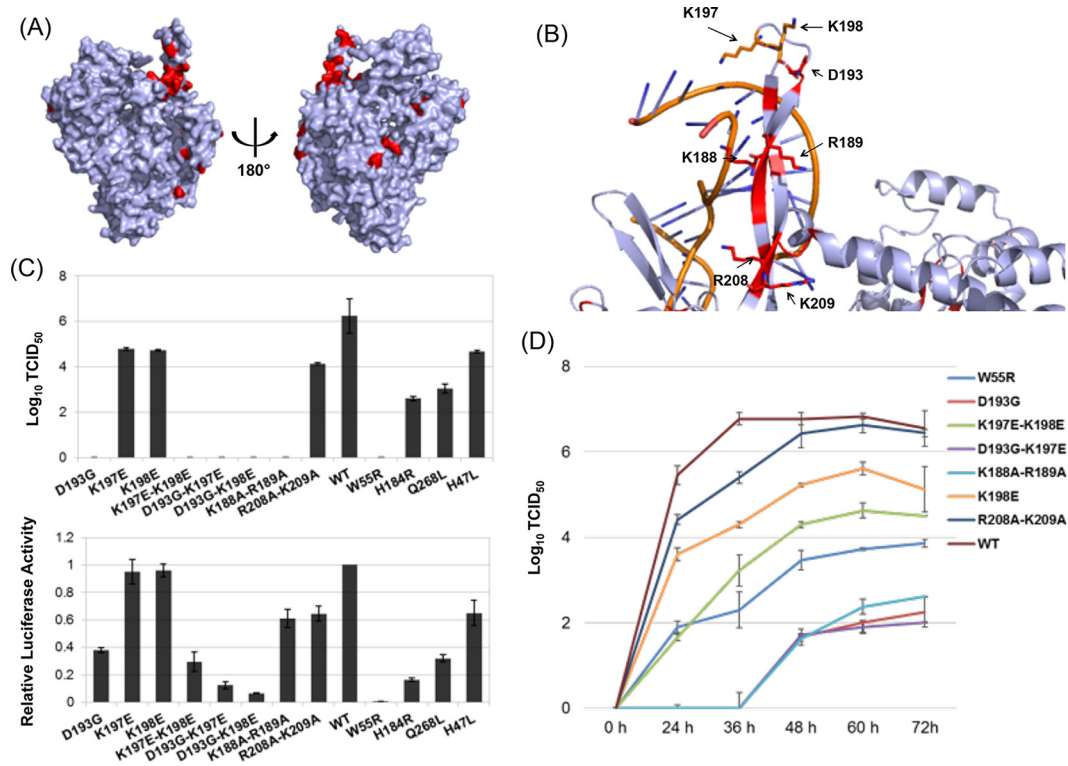 (A)
180°
(B)
K197
K198
D193
K188
R189
R208
K209
(C)
Log10 TCID50
8
6
4
2
0
D193G
K197E
K198E
K197E-K198E
D193G-K197E
D193G-K198E
K188A-R189A
R208A-K209A
WT
W55R
H184R
Q268L
H47L
Relative Luciferase Activity
1.2
1
0.8
0.6
0.4
0.2
0
D193G
K197E
K198E
K197E-K198E
D193G-K197E
D193G-K198E
K188A-R189A
R208A-K209A
WT
W55R
H184R
Q268L
H47L
(D)
Log10 TCID50
8
6
4
2
0
0 h
24 h
36 h
48 h
60 h
72h
W55R
D193G
K197E-K198E
D193G-K197E
K188A-R189A
K198E
R208A-K209A
WT